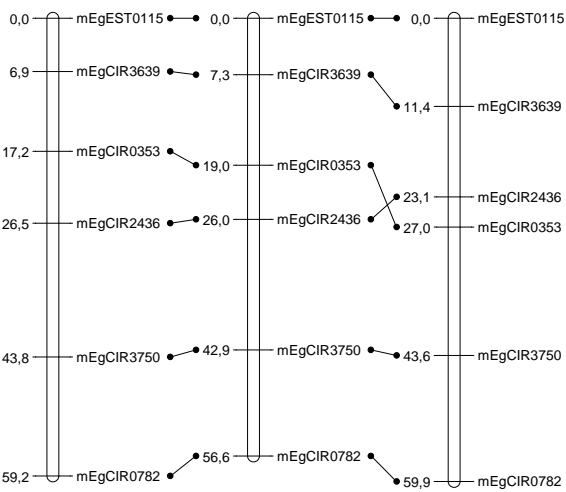 0,0 mEgEST0115 0,0 mEgEST0115 0,0 mEgEST0115
6,9 mEgCIR3639 7,3 mEgCIR3639
11,4 mEgCIR3639
17,2 mEgCIR0353 19,0 mEgCIR0353
23,1 mEgCIR2436
26,5 mEgCIR2436 26,0 mEgCIR2436 27,0 mEgCIR0353
43,8 mEgCIR3750 42,9 mEgCIR3750 43,6 mEgCIR3750
56,6 mEgCIR0782
59,2 mEgCIR0782 59,9 mEgCIR0782